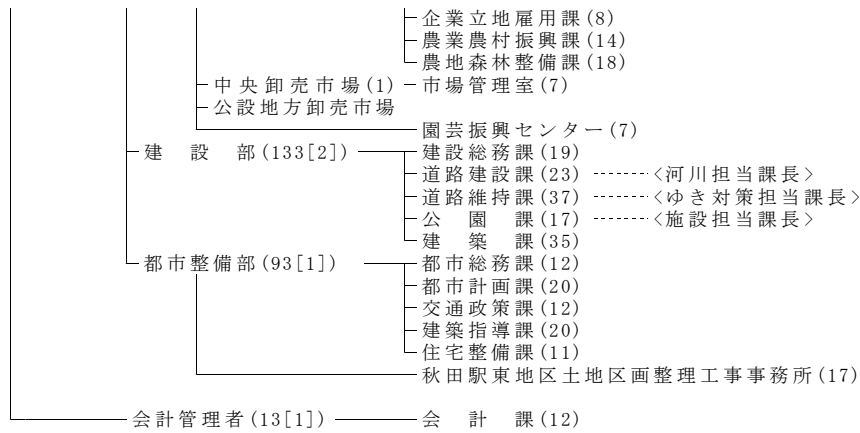 企業立地雇用課(8)
農業農村振興課(14)
農地森林整備課(18)
中央卸売市場(1) 市場管理室(7)
公設地方卸売市場
園芸振興センター(7)
建設部(133[2]) 建設総務課(19)
道路建設課(23) <河川担当課長>
道路維持課(37) <ゆき対策担当課長>
公園課(17) <施設担当課長>
建築課(35)
都市整備部(93[1]) 都市総務課(12)
都市計画課(20)
交通政策課(12)
建築指導課(20)
住宅整備課(11)
秋田駅東地区土地区画整理工事事務所(17)
会計管理者(13[1]) 会計課(12)